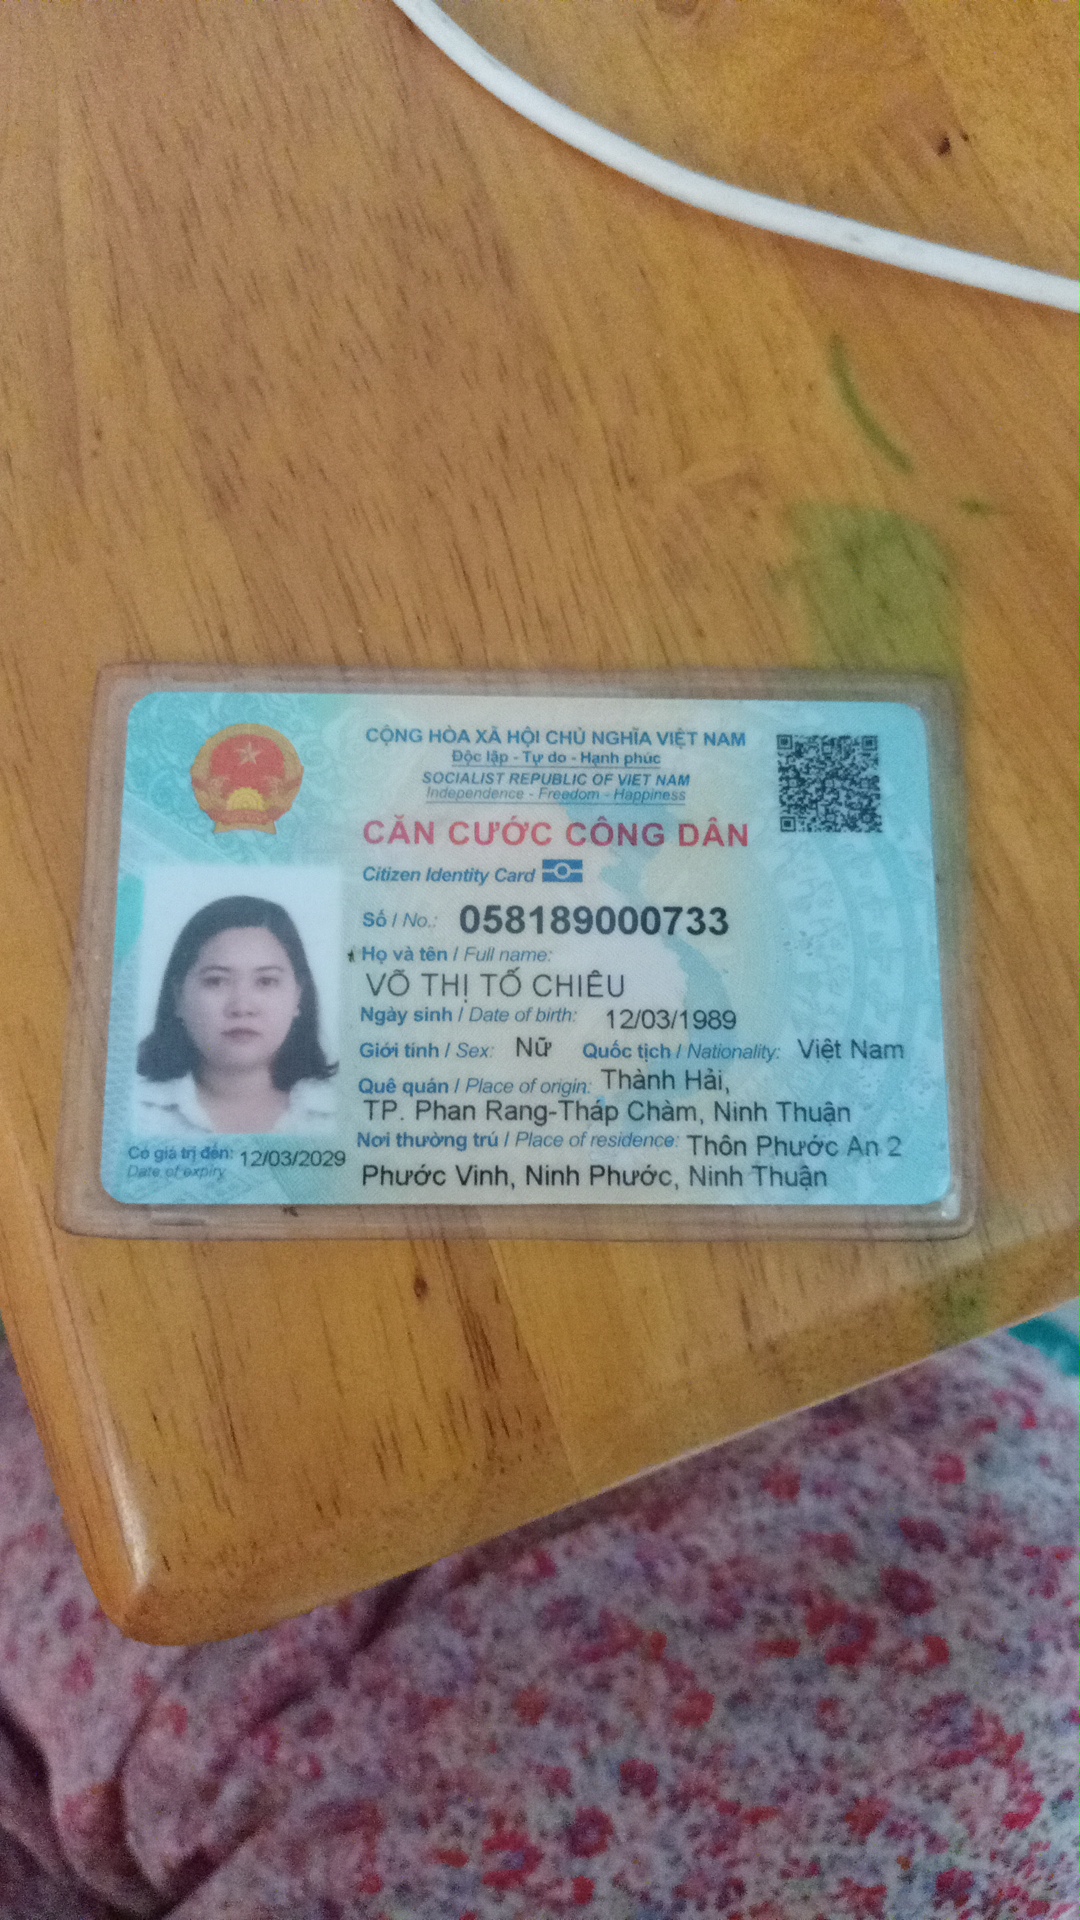 CỘNG HÒA XÃ HỘI CHỦ NGHĨA VIỆT NAM
Độc lập - Tự do - Hạnh phúc
SOCIALIST REPUBLIC OF VIET NAM
Independence - Freedom - Happiness
CĂN CƯỚC CÔNG DÂN
Citizen Identity Card
Số / No.: 058189000733
Họ và tên / Full name:
VÕ THỊ TỐ CHIÊU
Ngày sinh / Date of birth: 12/03/1989
Giới tính / Sex: Nữ Quốc tịch / Nationality: Việt Nam
Quê quán / Place of origin: Thành Hải,
TP. Phan Rang-Tháp Chàm, Ninh Thuận
Nơi thường trú / Place of residence: Thôn Phước An 2
Phước Vinh, Ninh Phước, Ninh Thuận
Có giá trị đến: 12/03/2029
Date of expiry